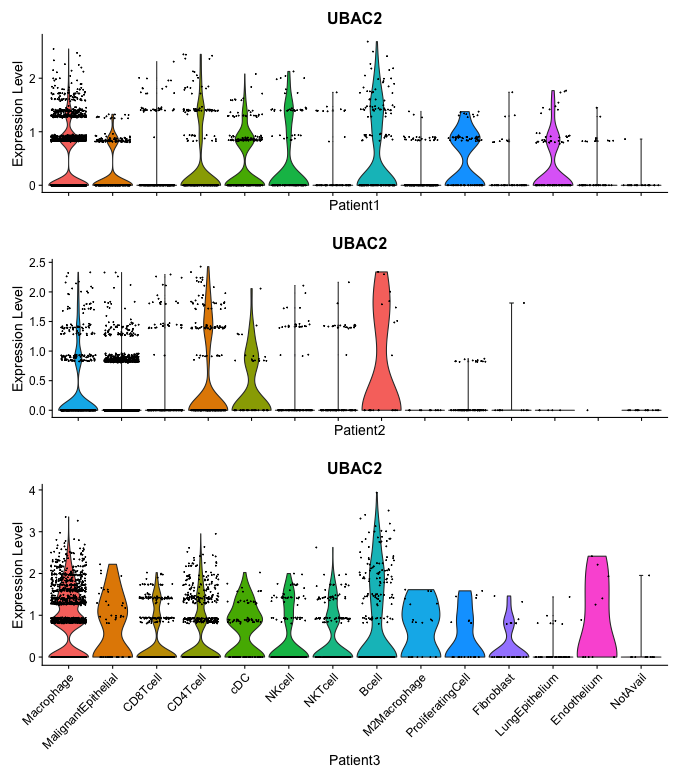 UBAC2
Expression Level
2
1
0
Patient1
UBAC2
Expression Level
2.5
2.0
1.5
1.0
0.5
0.0
Patient2
UBAC2
Expression Level
4
3
2
1
0
Macrophage
MalignantEpithelial
CD8Tcell
CD4Tcell
cDC
NKcell
NKTcell
Bcell
M2Macrophage
ProliferatingCell
Fibroblast
LungEpithelium
Endothelium
NotAvail
Patient3